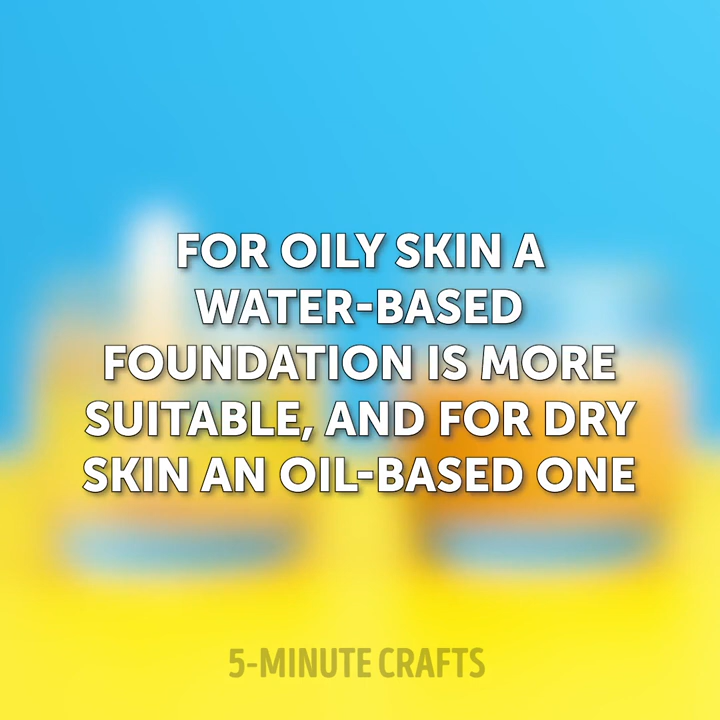 FOR OILY SKIN A
WATER-BASED
FOUNDATION IS MORE
SUITABLE, AND FOR DRY
SKIN AN OIL-BASED ONE
5-MINUTE CRAFTS